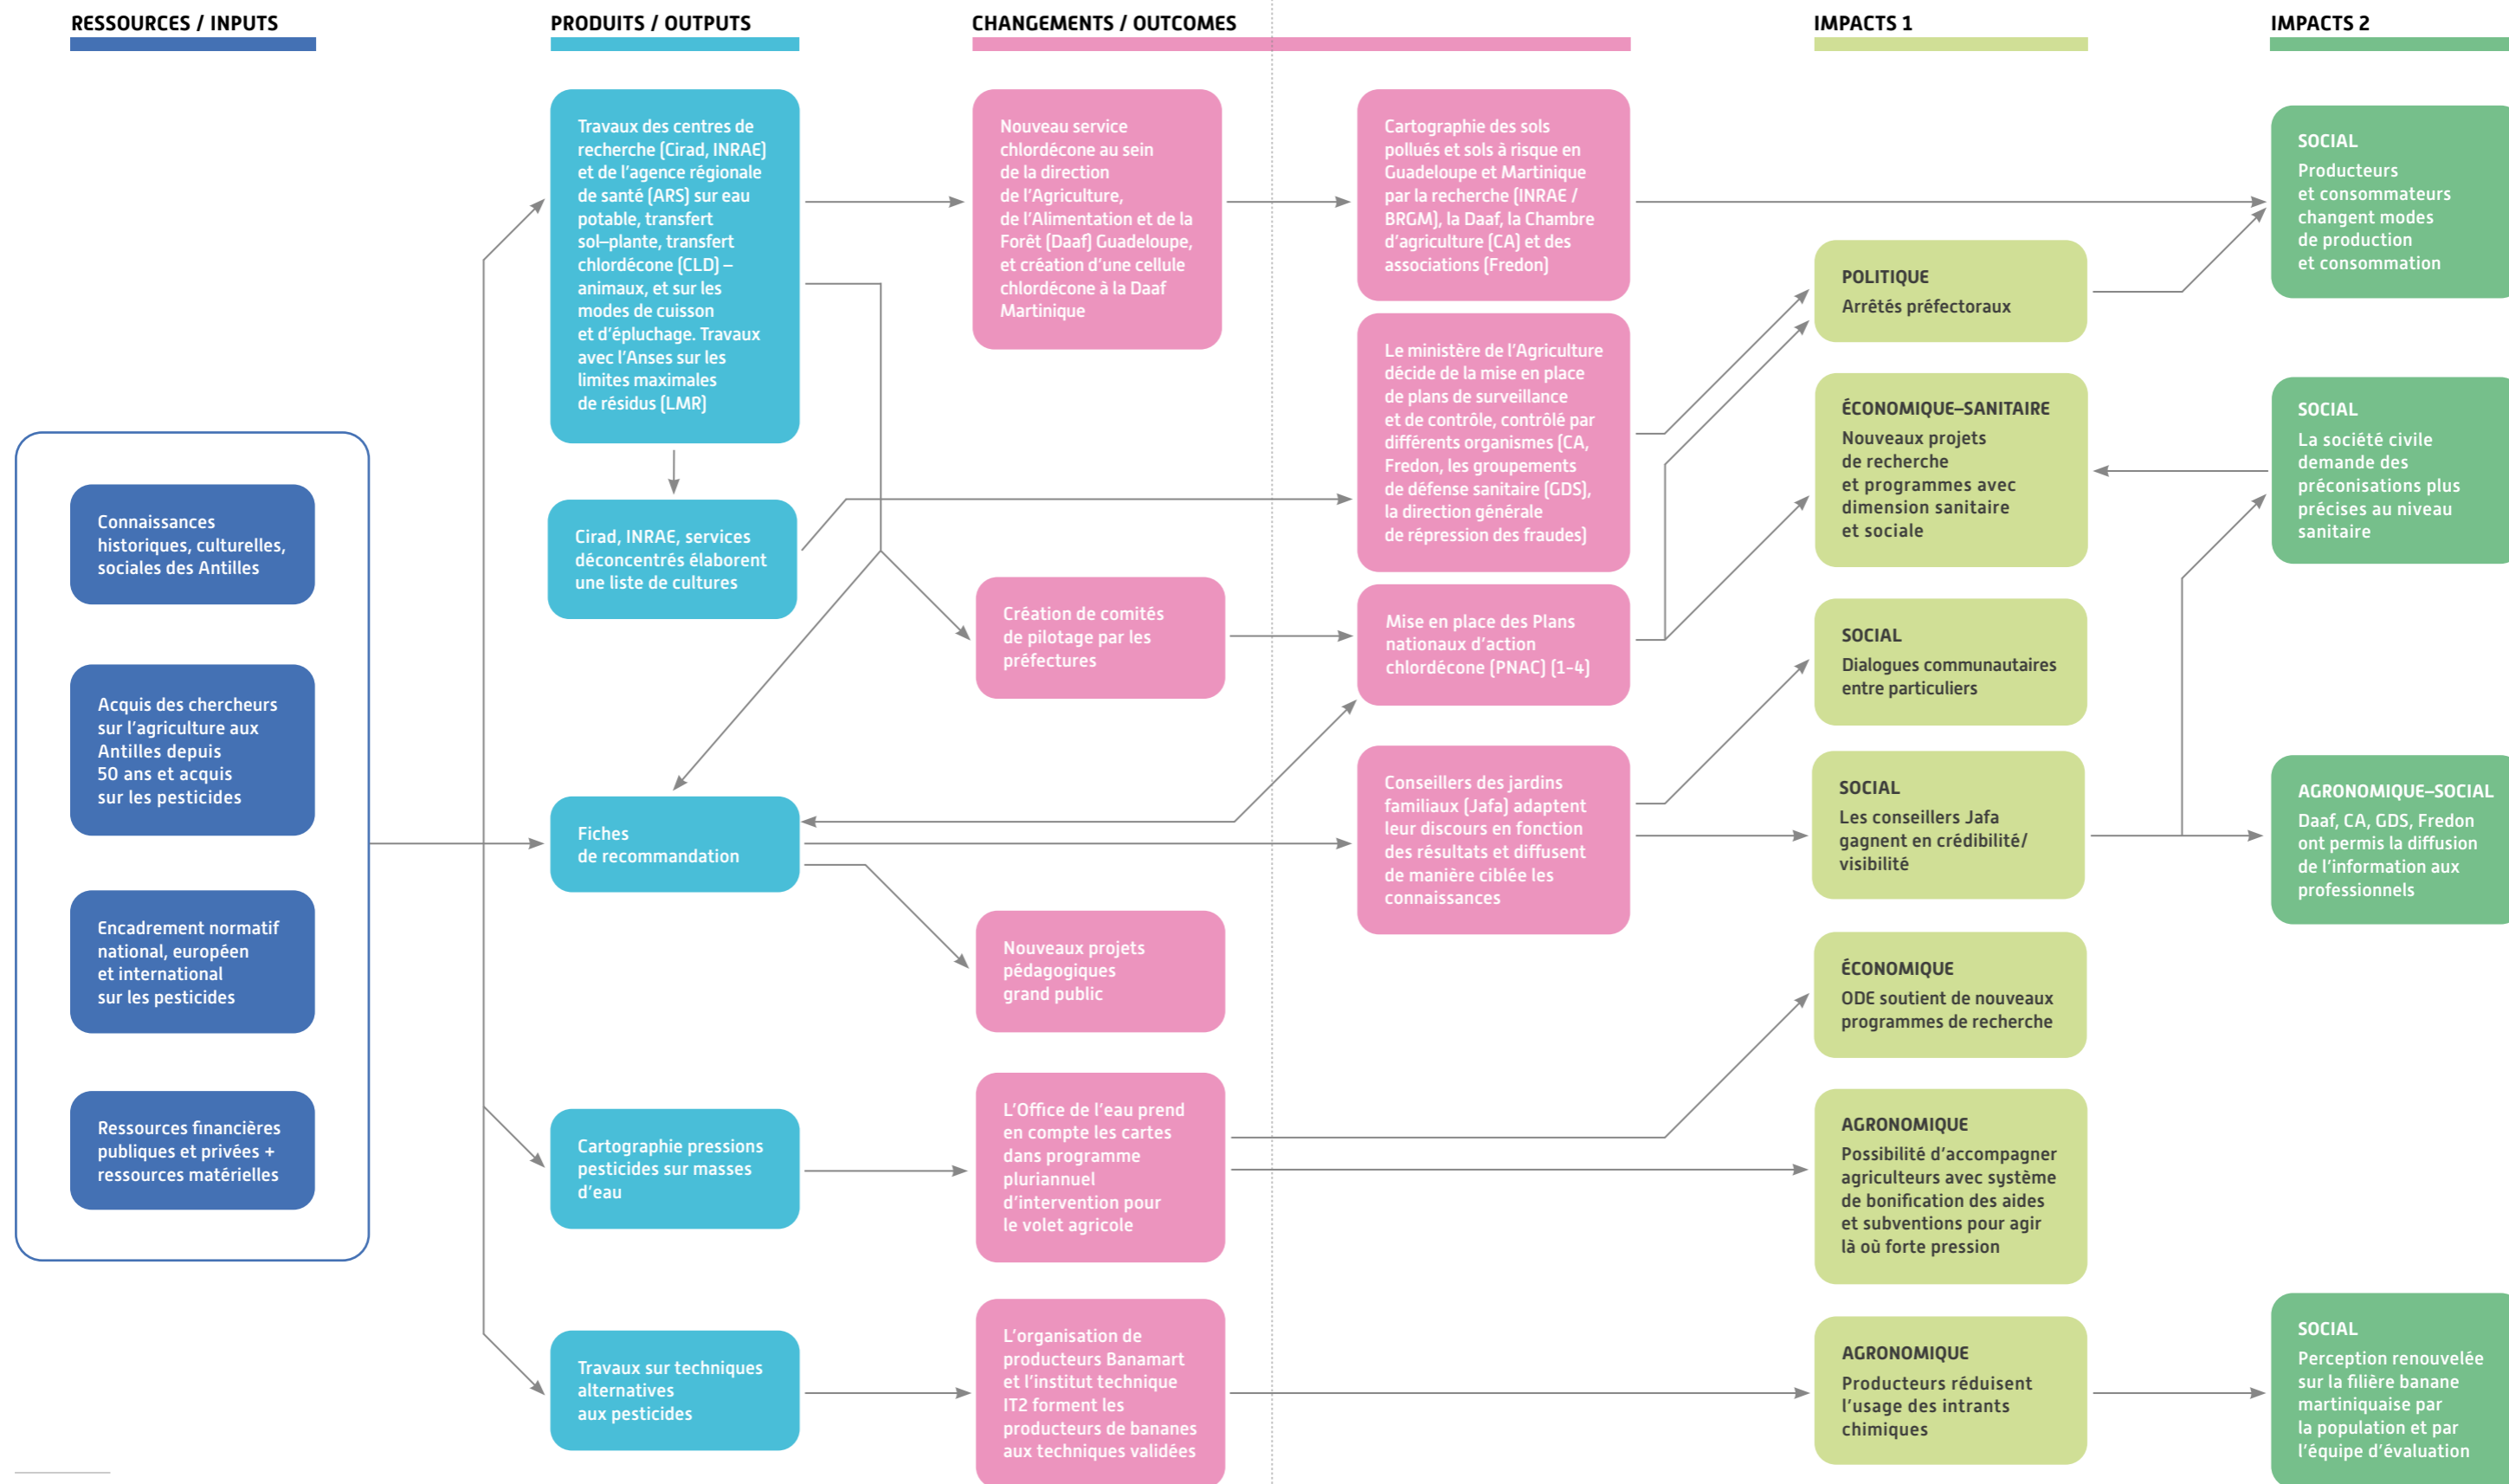 RESSOURCES / INPUTS
PRODUITS / OUTPUTS
CHANGEMENTS / OUTCOMES
IMPACTS 1
IMPACTS 2
Connaissances
historiques, culturelles,
sociales des Antilles
Acquis des chercheurs
sur l’agriculture aux
Antilles depuis
50 ans et acquis
sur les pesticides
Encadrement normatif
national, européen
et international
sur les pesticides
Ressources financières
publiques et privées +
ressources matérielles
Travaux des centres de
recherche (Cirad, INRAE)
et de l’agence régionale
de santé (ARS) sur eau
potable, transfert
sol–plante, transfert
chlordécone (CLD) –
animaux, et sur les
modes de cuisson
et d’épluchage. Travaux
avec l’Anses sur les
limites maximales
de résidus (LMR)
Cirad, INRAE, services
déconcentrés élaborent
une liste de cultures
Fiches
de recommandation
Cartographie pressions
pesticides sur masses
d’eau
Travaux sur techniques
alternatives
aux pesticides
Nouveau service
chlordécone au sein
de la direction
de l’Agriculture,
de l’Alimentation et de la
Forêt (Daaf) Guadeloupe,
et création d’une cellule
chlordécone à la Daaf
Martinique
Création de comités
de pilotage par les
préfectures
Nouveaux projets
pédagogiques
grand public
L’Office de l’eau prend
en compte les cartes
dans programme
pluriannuel
d’intervention pour
le volet agricole
L’organisation de
producteurs Banamart
et l’institut technique
IT2 forment les
producteurs de bananes
aux techniques validées
Cartographie des sols
pollués et sols à risque en
Guadeloupe et Martinique
par la recherche (INRAE /
BRGM), la Daaf, la Chambre
d’agriculture (CA) et des
associations (Fredon)
Le ministère de l’Agriculture
décide de la mise en place
de plans de surveillance
et de contrôle, contrôlé par
différents organismes (CA,
Fredon, les groupements
de défense sanitaire (GDS),
la direction générale
de répression des fraudes)
Mise en place des Plans
nationaux d’action
chlordécone (PNAC) (1-4)
Conseillers des jardins
familiaux (Jafa) adaptent
leur discours en fonction
des résultats et diffusent
de manière ciblée les
connaissances
POLITIQUE
Arrêtés préfectoraux
ÉCONOMIQUE–SANITAIRE
Nouveaux projets
de recherche
et programmes avec
dimension sanitaire
et sociale
SOCIAL
Dialogues communautaires
entre particuliers
SOCIAL
Les conseillers Jafa
gagnent en crédibilité/
visibilité
ÉCONOMIQUE
ODE soutient de nouveaux
programmes de recherche
AGRONOMIQUE
Possibilité d’accompagner
agriculteurs avec système
de bonification des aides
et subventions pour agir
là où forte pression
AGRONOMIQUE
Producteurs réduisent
l’usage des intrants
chimiques
SOCIAL
Producteurs
et consommateurs
changent modes
de production
et consommation
SOCIAL
La société civile
demande des
préconisations plus
précises au niveau
sanitaire
AGRONOMIQUE–SOCIAL
Daaf, CA, GDS, Fredon
ont permis la diffusion
de l’information aux
professionnels
SOCIAL
Perception renouvelée
sur la filière banane
martiniquaise par
la population et par
l’équipe d’évaluation